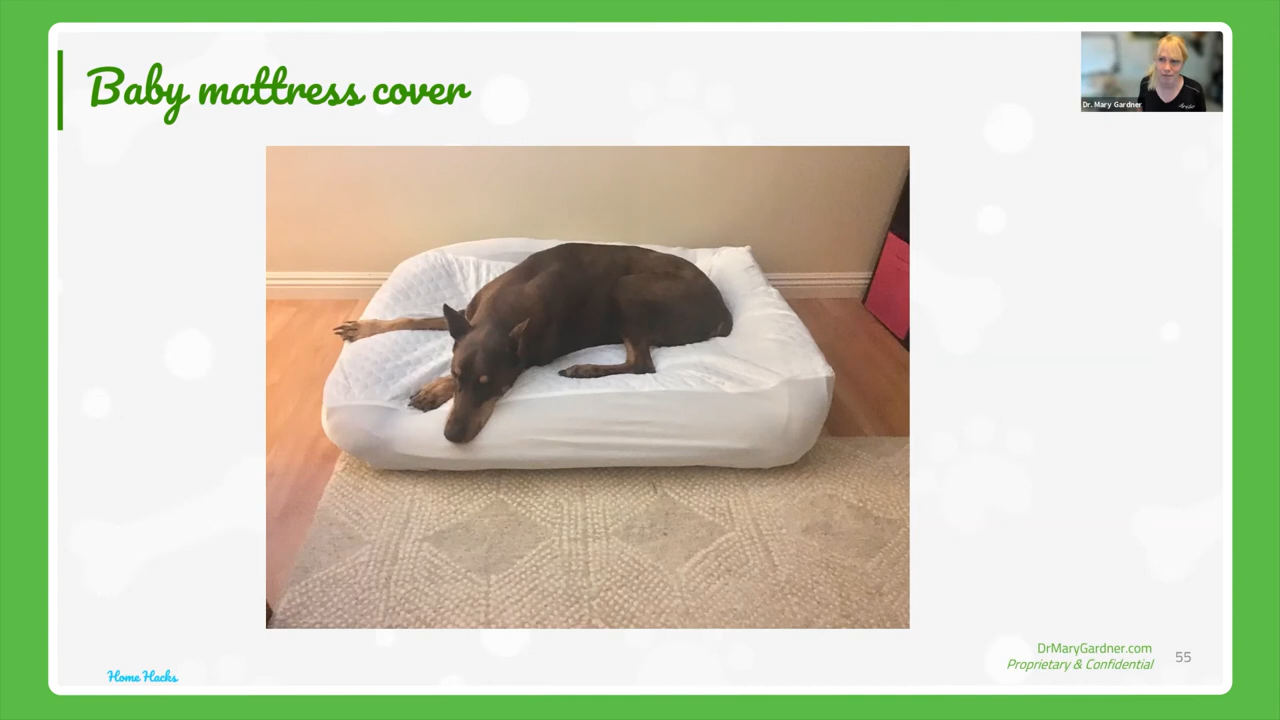 Baby mattress cover
Dr. Mary Gardner
DrMaryGardner.com
Proprietary & Confidential
55
Home Hacks